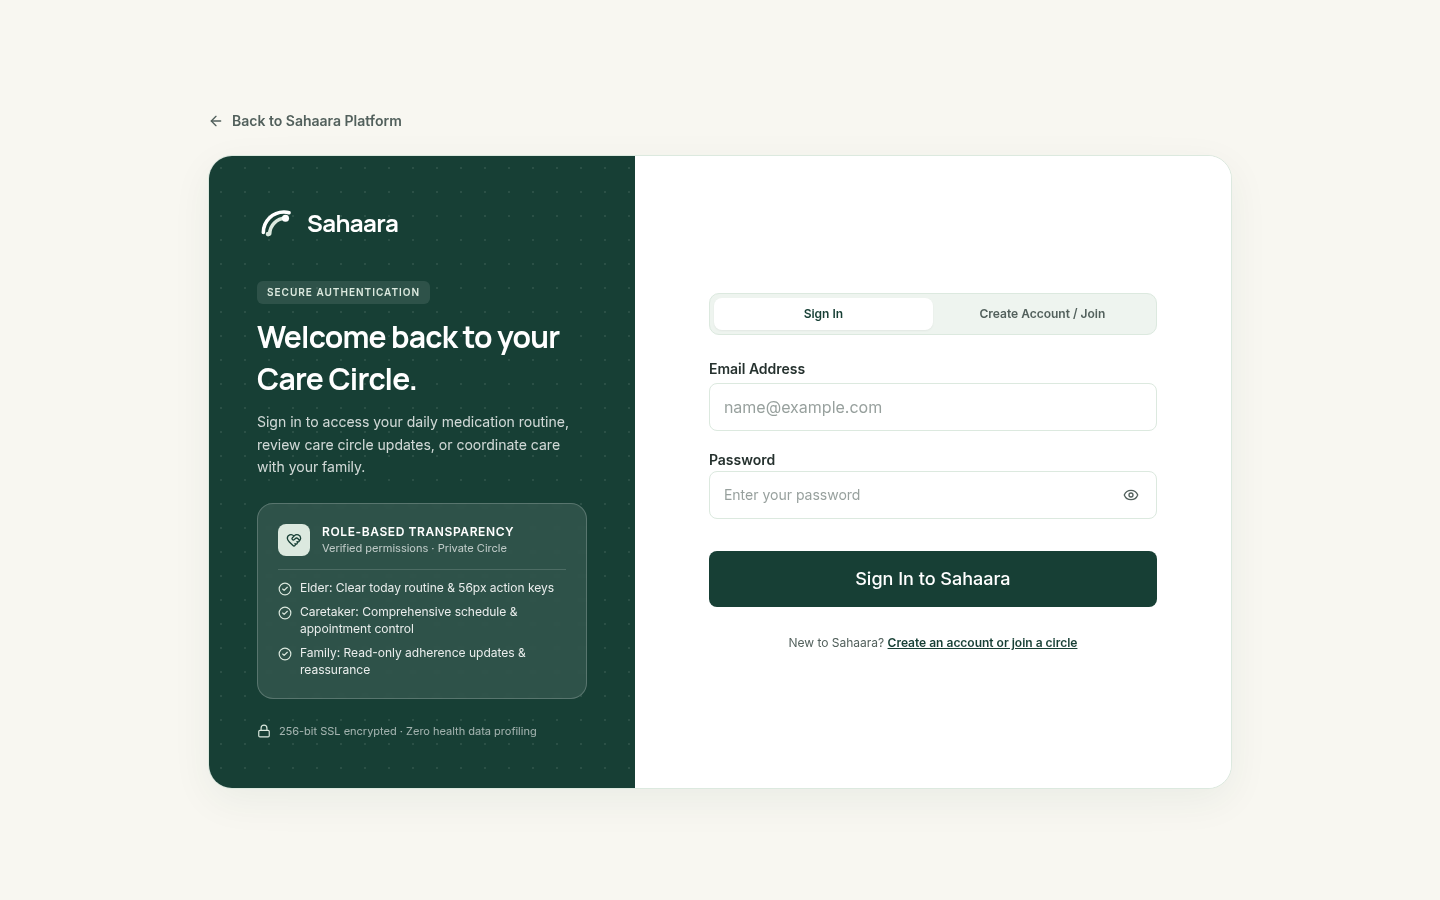 Back to Sahaara Platform
Sahaara
SECURE AUTHENTICATION
Welcome back to your
Care Circle.
Sign in to access your daily medication routine,
review care circle updates, or coordinate care
with your family.
ROLE-BASED TRANSPARENCY
Verified permissions · Private Circle
Elder: Clear today routine & 56px action keys
Caretaker: Comprehensive schedule &
appointment control
Family: Read-only adherence updates &
reassurance
256-bit SSL encrypted · Zero health data profiling
Sign In
Create Account / Join
Email Address
name@example.com
Password
Enter your password
Sign In to Sahaara
New to Sahaara? Create an account or join a circle